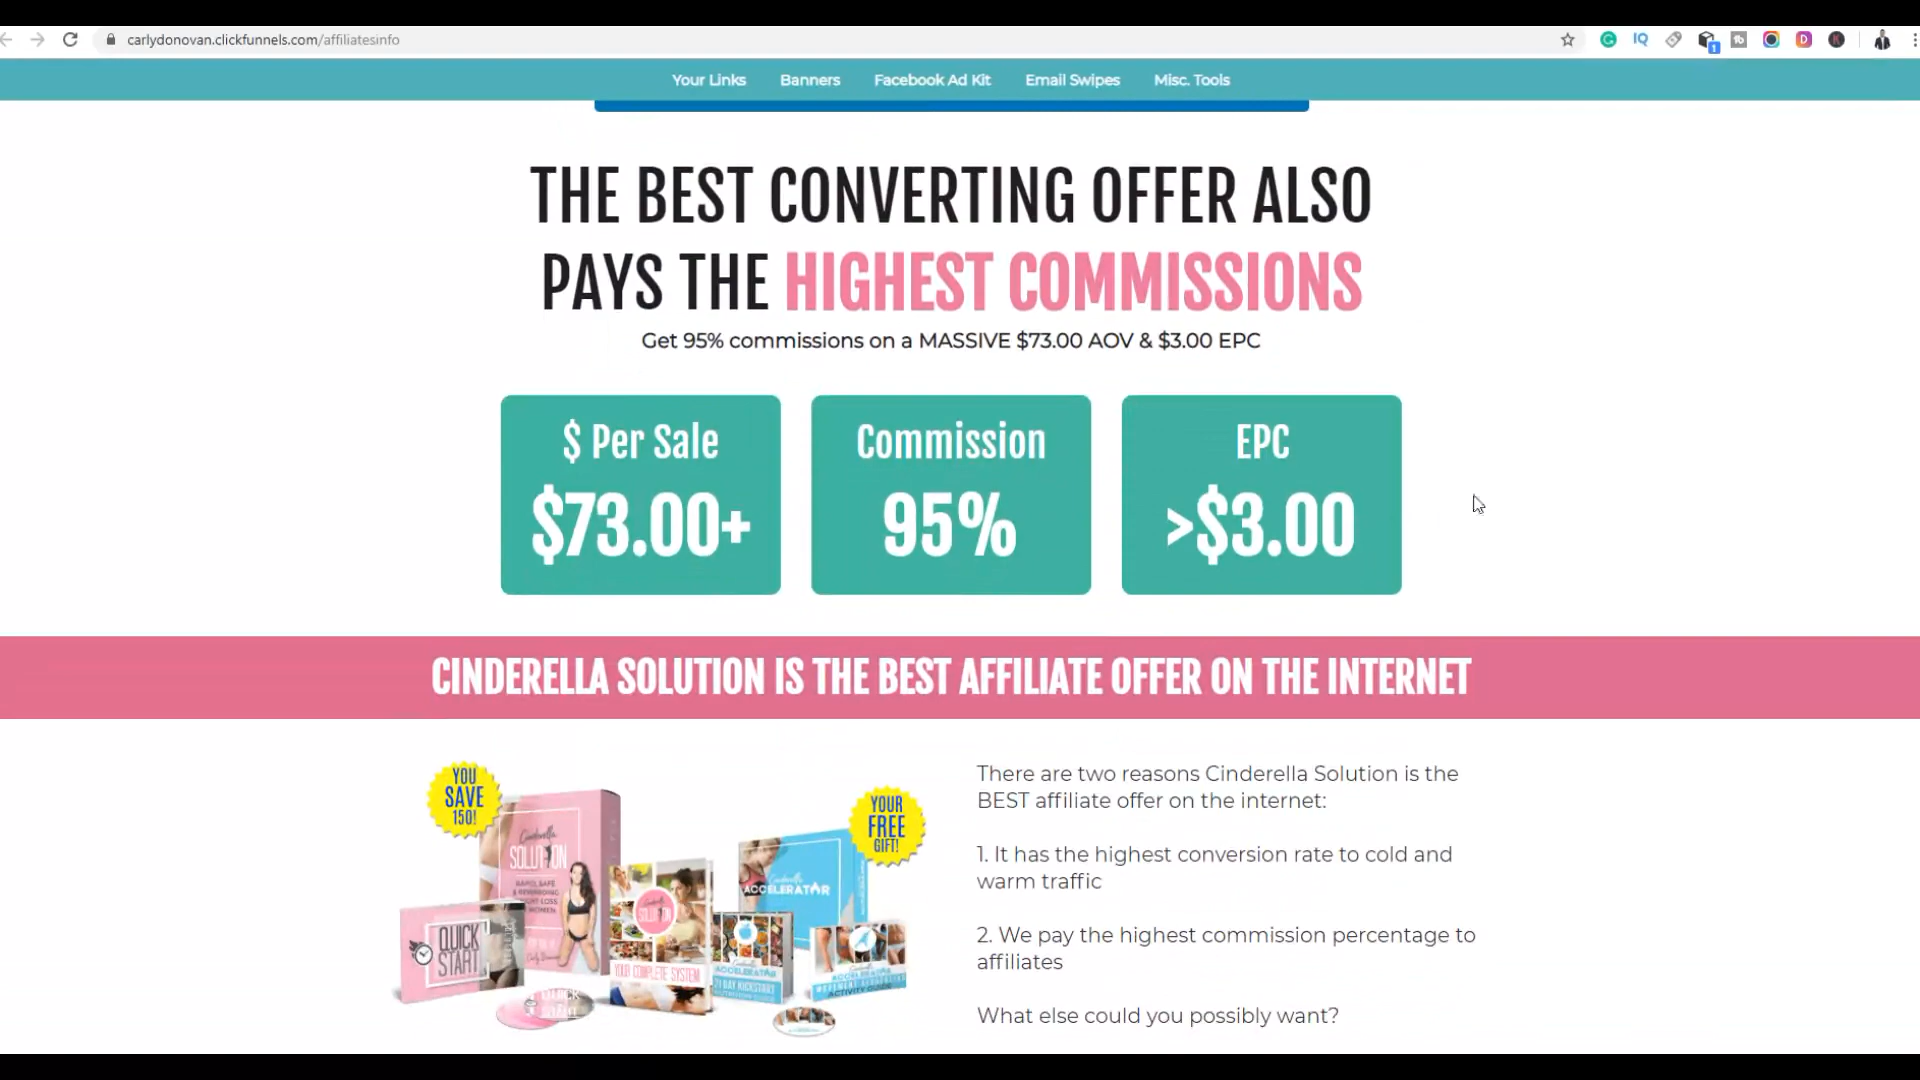 carlydonovan.clickfunnels.com/affiliatesinfo
Your Links Banners Facebook Ad Kit Email Swipes Misc. Tools
THE BEST CONVERTING OFFER ALSO
PAYS THE HIGHEST COMMISSIONS
Get 95% commissions on a MASSIVE $73.00 AOV & $3.00 EPC
$ Per Sale
$73.00+
Commission
95%
EPC
>$3.00
CINDERELLA SOLUTION IS THE BEST AFFILIATE OFFER ON THE INTERNET
YOU
SAVE
150!
YOUR
FREE
GIFT!
Cinderella
SOLUTION
QUICK
START
YOUR COMPLETE SYSTEM
ACCELERATOR
There are two reasons Cinderella Solution is the
BEST affiliate offer on the internet:
1. It has the highest conversion rate to cold and
warm traffic
2. We pay the highest commission percentage to
affiliates
What else could you possibly want?